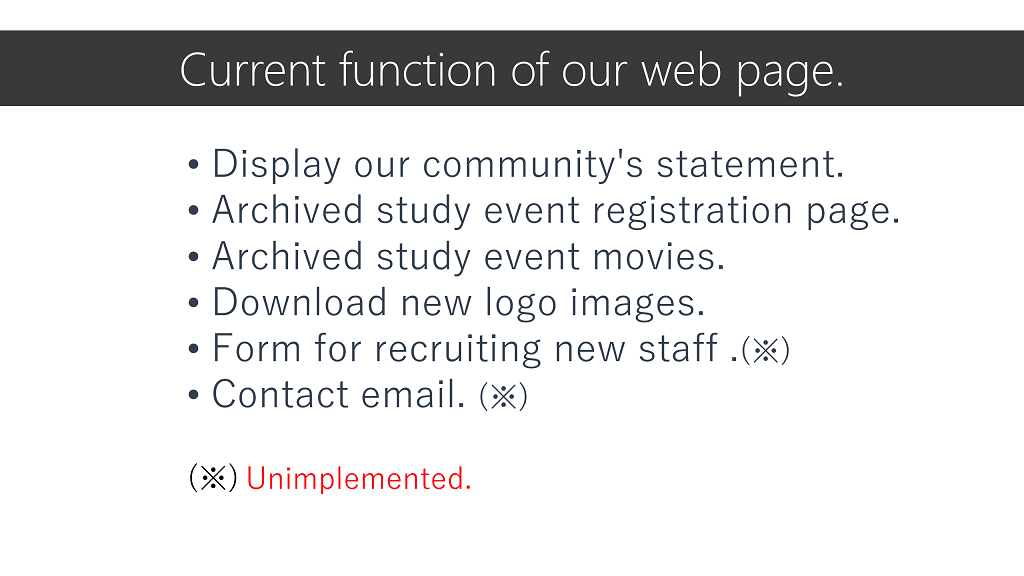 Current function of our web page.
• Display our community's statement.
• Archived study event registration page.
• Archived study event movies.
• Download new logo images.
• Form for recruiting new staff .(※)
• Contact email. (※)
(※) Unimplemented.